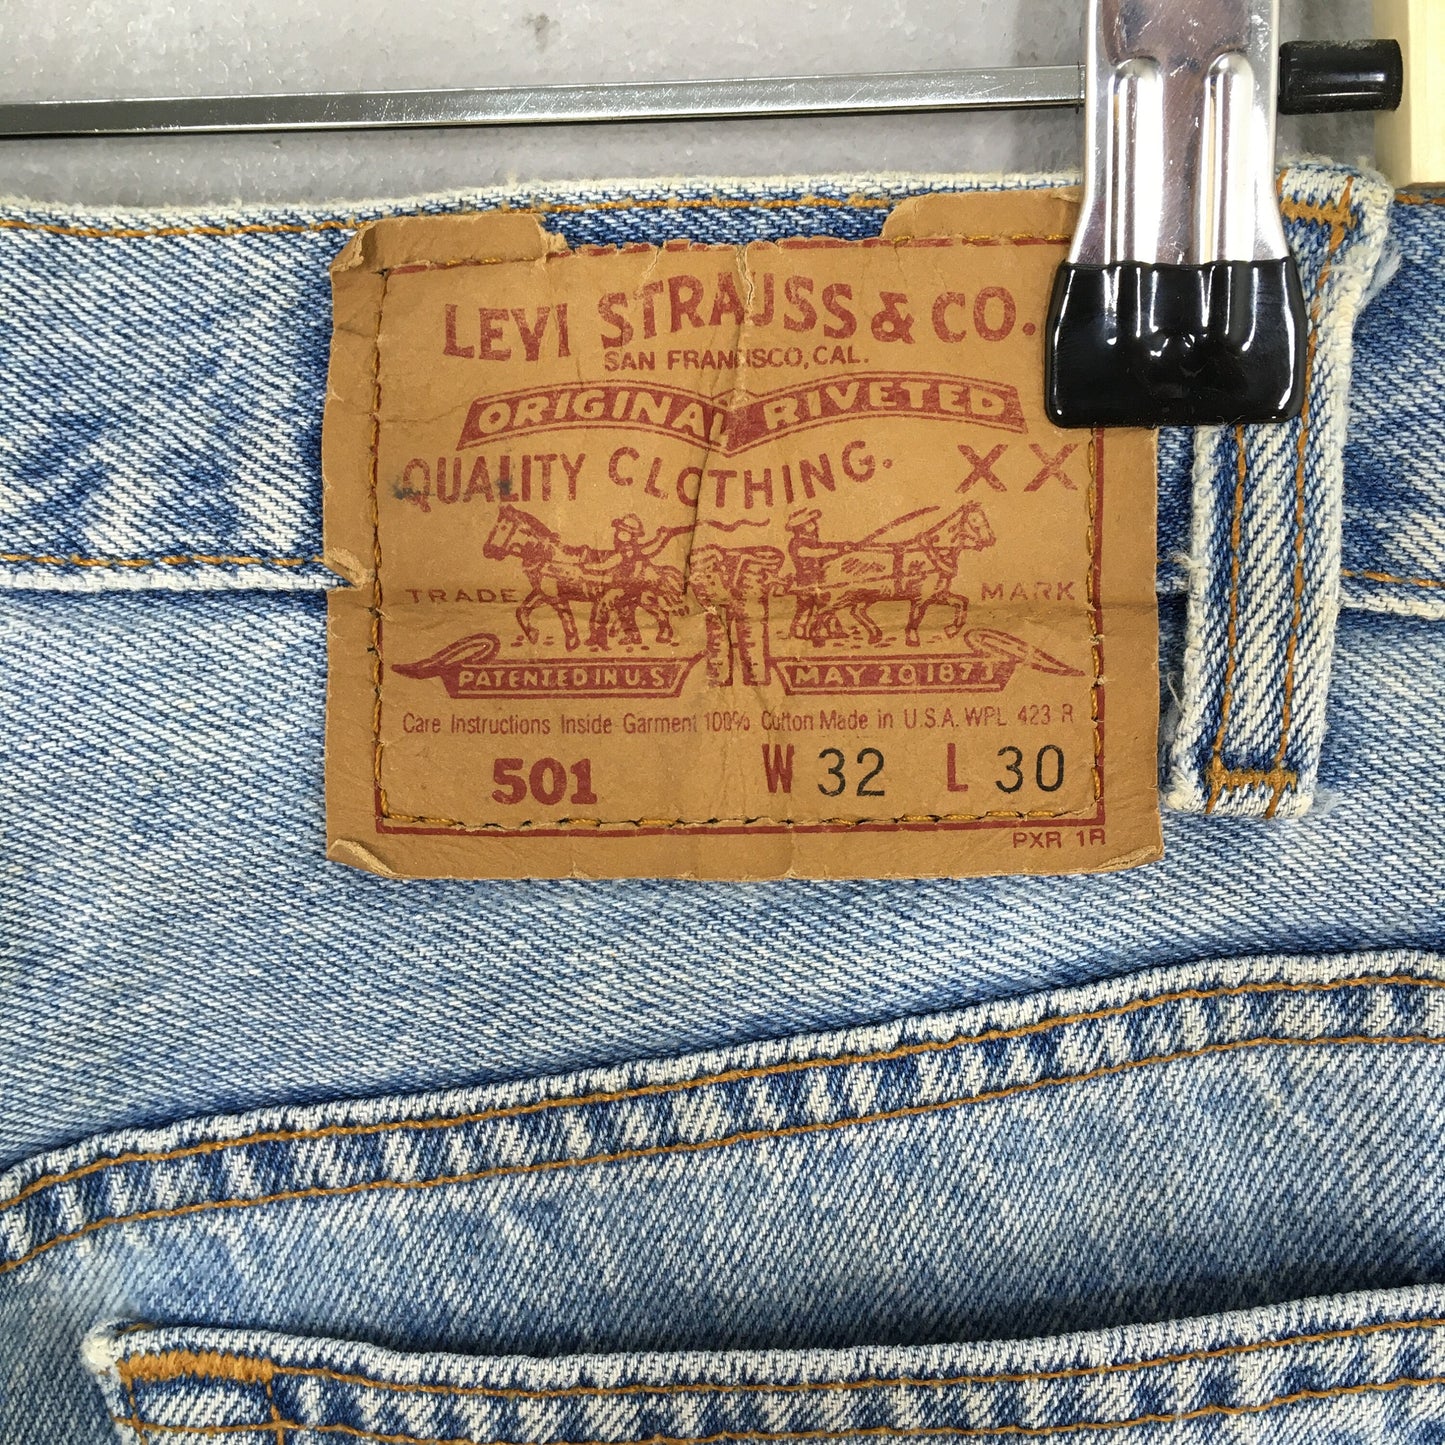 LEVI STRAUSS & CO.
SAN FRANCISCO, CAL.
ORIGINAL RIVETED
QUALITY CLOTHING. XX
TRADE MARK
PATENTED IN U.S. MAY 20 1873
Care Instructions Inside Garment 100% Cotton Made in U.S.A. WPL 423 R
501 W 32 L 30
PXR 1R